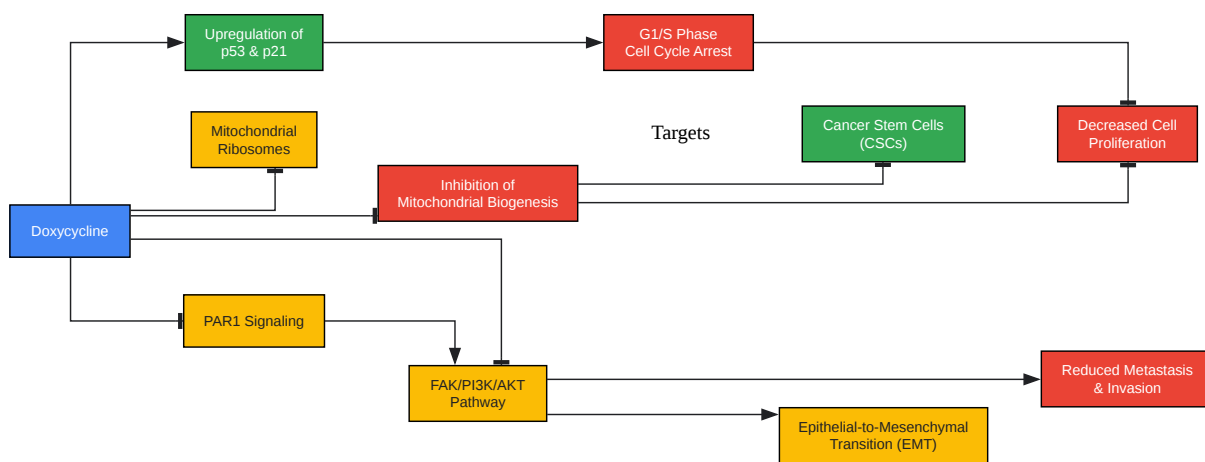 Upregulation of
p53 & p21
G1/S Phase
Cell Cycle Arrest
Mitochondrial
Ribosomes
Targets
Cancer Stem Cells
(CSCs)
Decreased Cell
Proliferation
Inhibition of
Mitochondrial Biogenesis
Doxycycline
PAR1 Signaling
FAK/PI3K/AKT
Pathway
Reduced Metastasis
& Invasion
Epithelial-to-Mesenchymal
Transition (EMT)